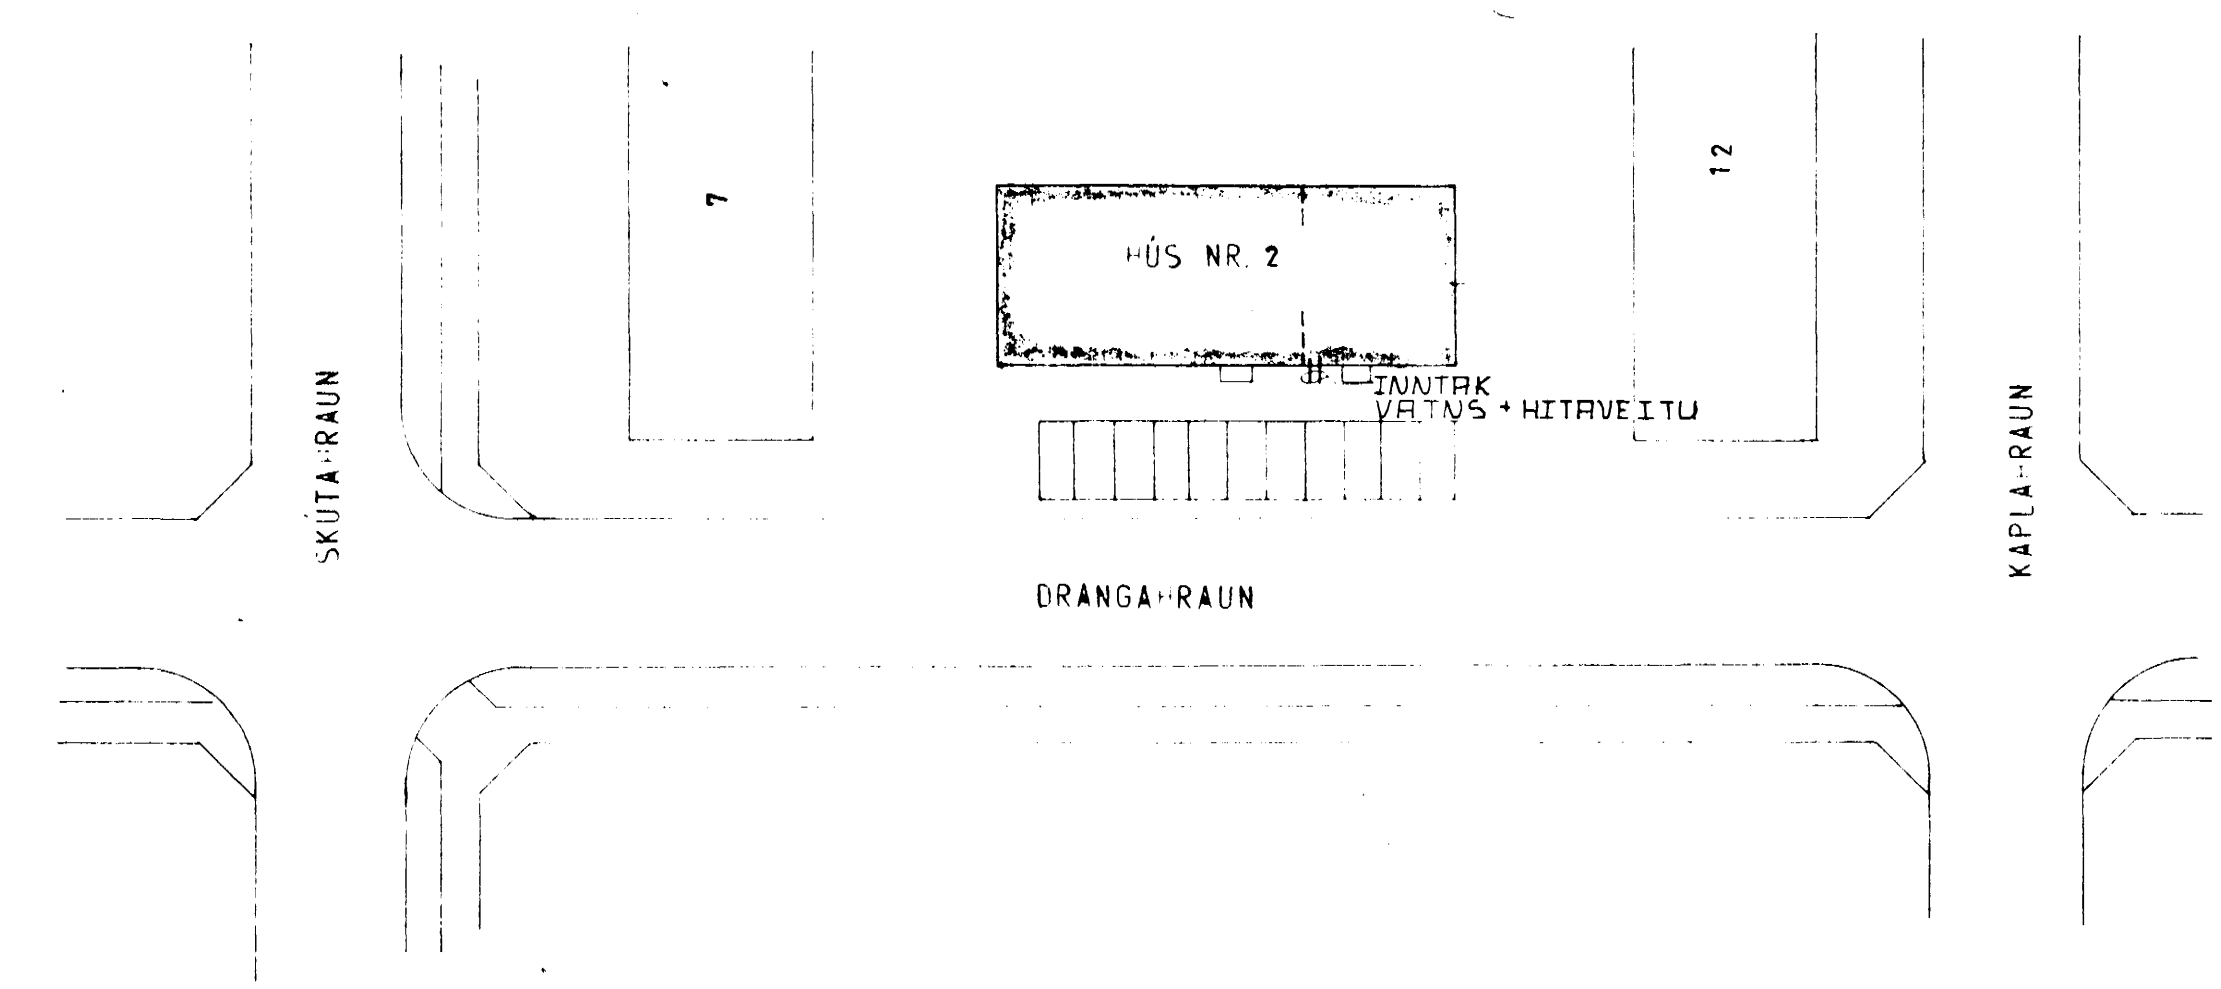 7
12
HÚS NR. 2
INNTAK
VATNS + HITAVEITU
SKÚTAHRAUN
KAPLAHRAUN
DRANGAHRAUN